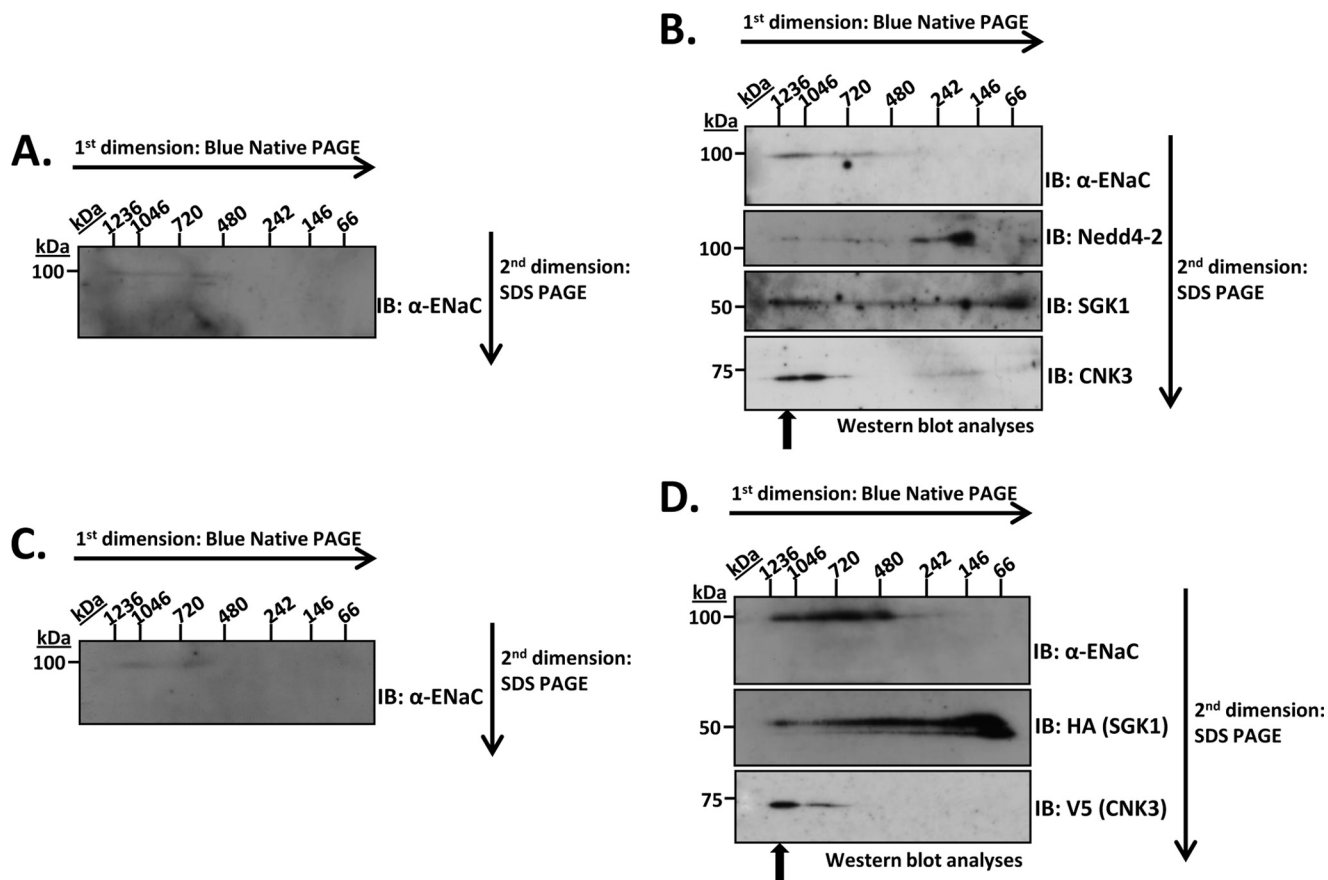 A.
1st dimension: Blue Native PAGE
kDa 1236 1046 720 480 242 146 66
kDa
100
IB: α-ENaC
2nd dimension:
SDS PAGE
B.
1st dimension: Blue Native PAGE
kDa 1236 1046 720 480 242 146 66
kDa
100
IB: α-ENaC
100
IB: Nedd4-2
50
IB: SGK1
75
IB: CNK3
2nd dimension:
SDS PAGE
Western blot analyses
C.
1st dimension: Blue Native PAGE
kDa 1236 1046 720 480 242 146 66
kDa
100
IB: α-ENaC
2nd dimension:
SDS PAGE
D.
1st dimension: Blue Native PAGE
kDa 1236 1046 720 480 242 146 66
kDa
100
IB: α-ENaC
50
IB: HA (SGK1)
75
IB: V5 (CNK3)
2nd dimension:
SDS PAGE
Western blot analyses